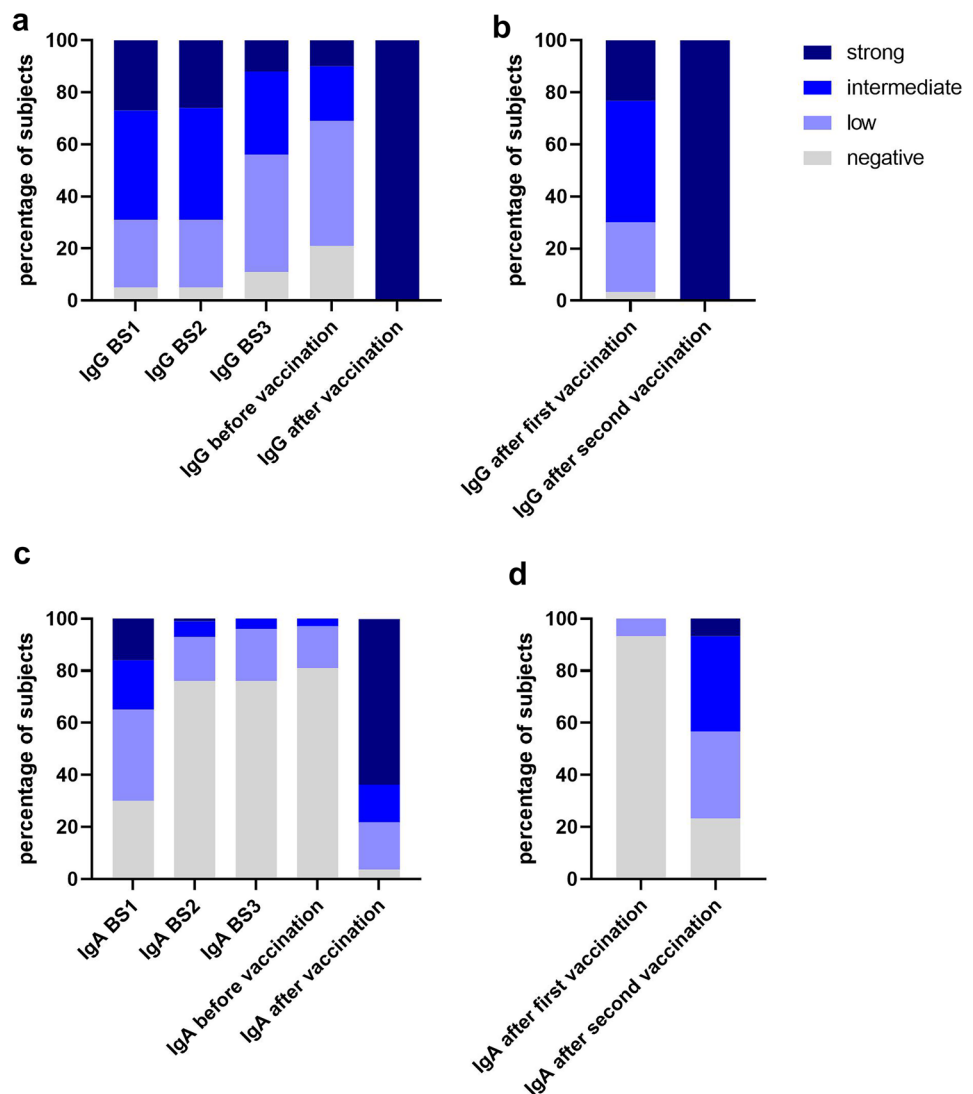 a
percentage of subjects
100
80
60
40
20
0
IgG BS1
IgG BS2
IgG BS3
IgG before vaccination
IgG after vaccination
b
percentage of subjects
100
80
60
40
20
0
IgG after first vaccination
IgG after second vaccination
strong
intermediate
low
negative
c
percentage of subjects
100
80
60
40
20
0
IgA BS1
IgA BS2
IgA BS3
IgA before vaccination
IgA after vaccination
d
percentage of subjects
100
80
60
40
20
0
IgA after first vaccination
IgA after second vaccination